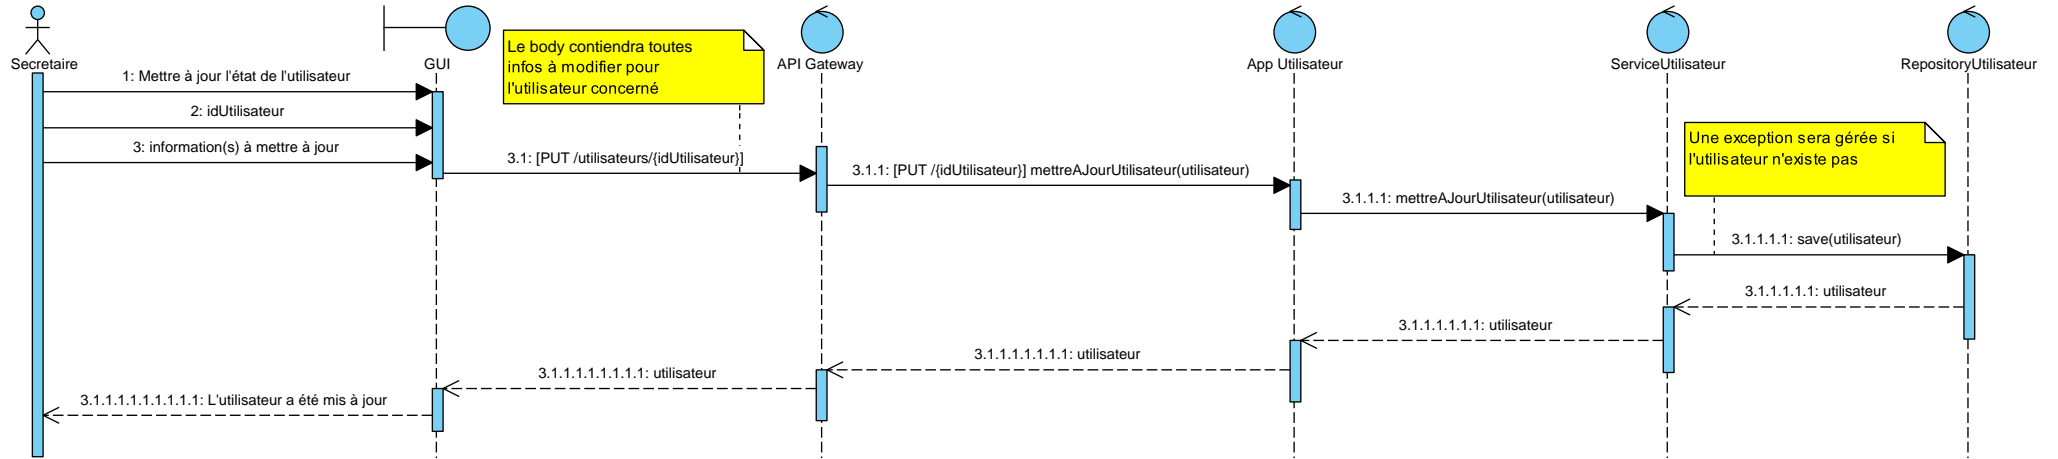 Secretaire
GUI
API Gateway
App Utilisateur
ServiceUtilisateur
RepositoryUtilisateur
Le body contiendra toutes
infos à modifier pour
l'utilisateur concerné
Une exception sera gérée si
l'utilisateur n'existe pas
1: Mettre à jour l'état de l'utilisateur
2: idUtilisateur
3: information(s) à mettre à jour
3.1: [PUT /utilisateurs/{idUtilisateur}]
3.1.1: [PUT /{idUtilisateur}] mettreAJourUtilisateur(utilisateur)
3.1.1.1: mettreAJourUtilisateur(utilisateur)
3.1.1.1.1: save(utilisateur)
3.1.1.1.1.1: utilisateur
3.1.1.1.1.1.1: utilisateur
3.1.1.1.1.1.1.1: utilisateur
3.1.1.1.1.1.1.1.1: utilisateur
3.1.1.1.1.1.1.1.1.1: L'utilisateur a été mis à jour